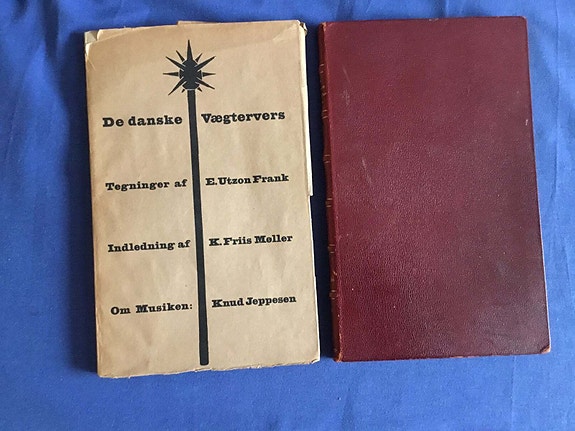 De danske Vægtervers
Tegninger af E. Utzon Frank
Indledning af K. Friis Møller
Om Musiken: Knud Jeppesen